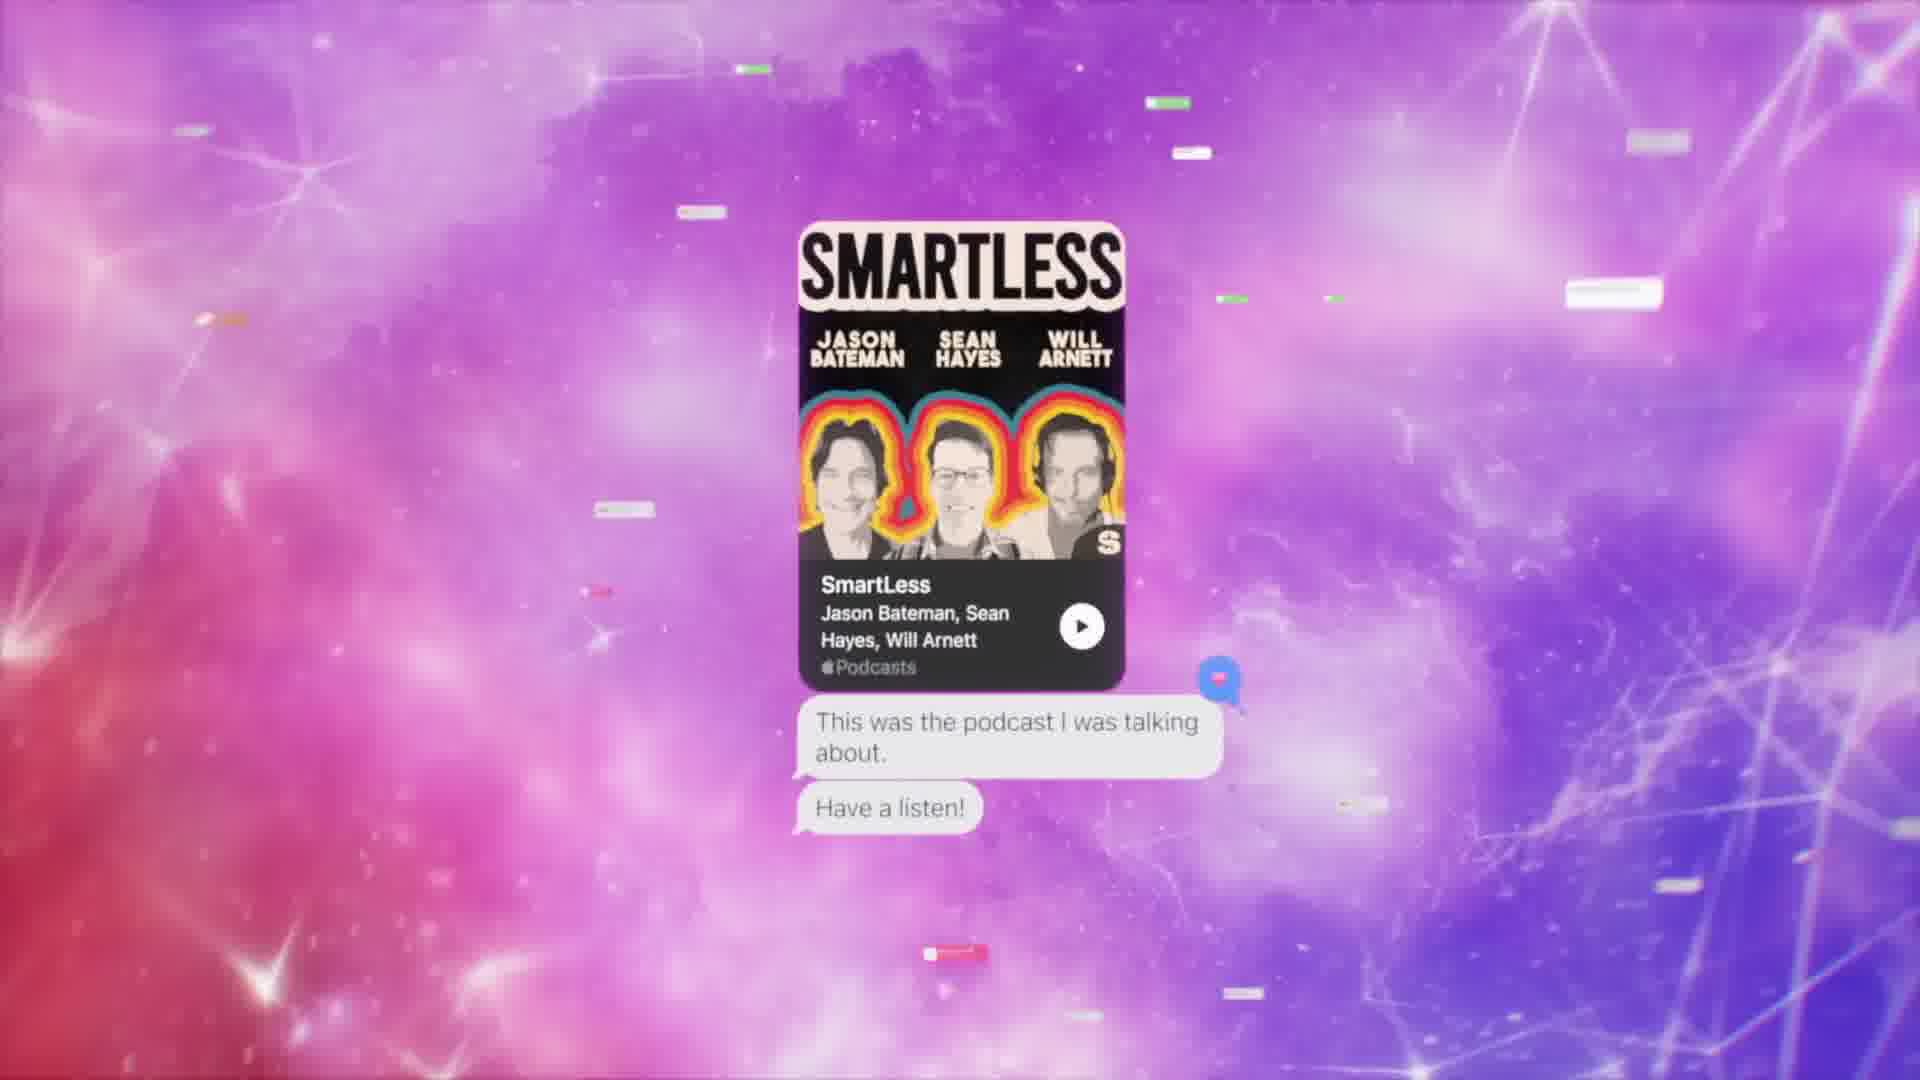 SMARTLESS
JASON BATEMAN
SEAN HAYES
WILL ARNETT
S
SmartLess
Jason Bateman, Sean
Hayes, Will Arnett
Podcasts
This was the podcast I was talking
about.
Have a listen!